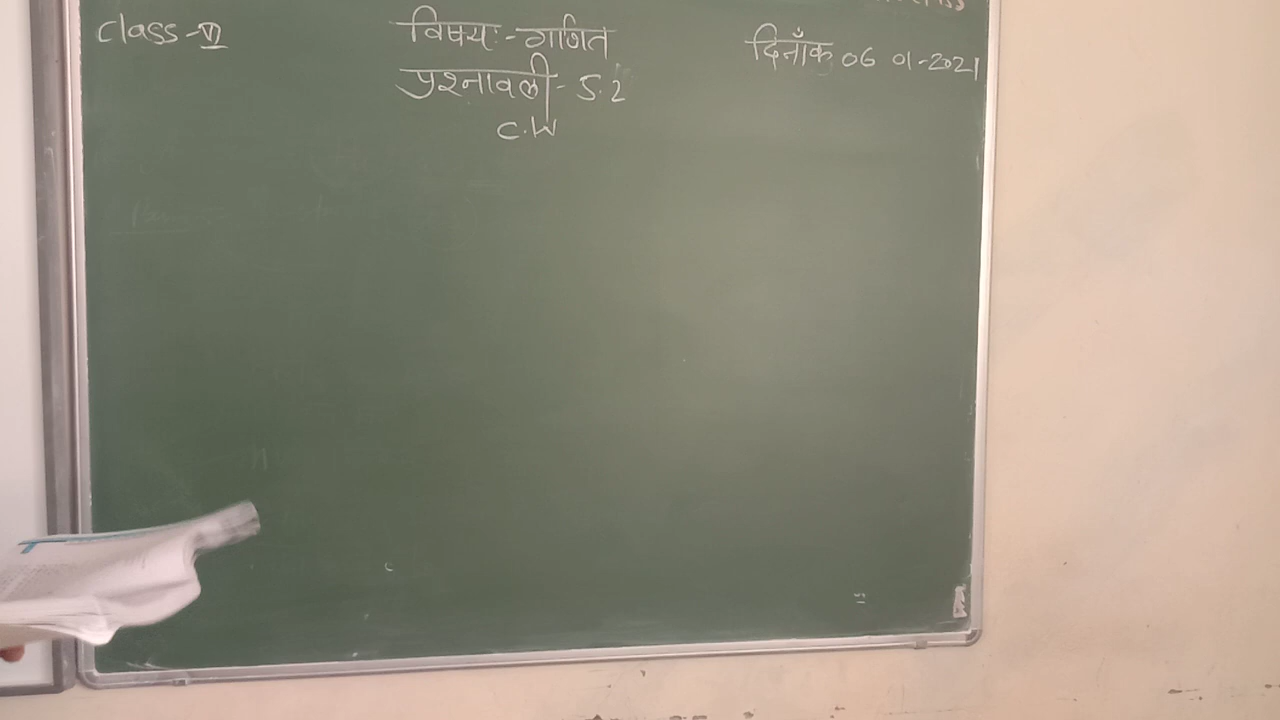 Class - VI विषयः - गणित दिनाँक 06 01-2021
प्रश्नावली - 5.2
C.W